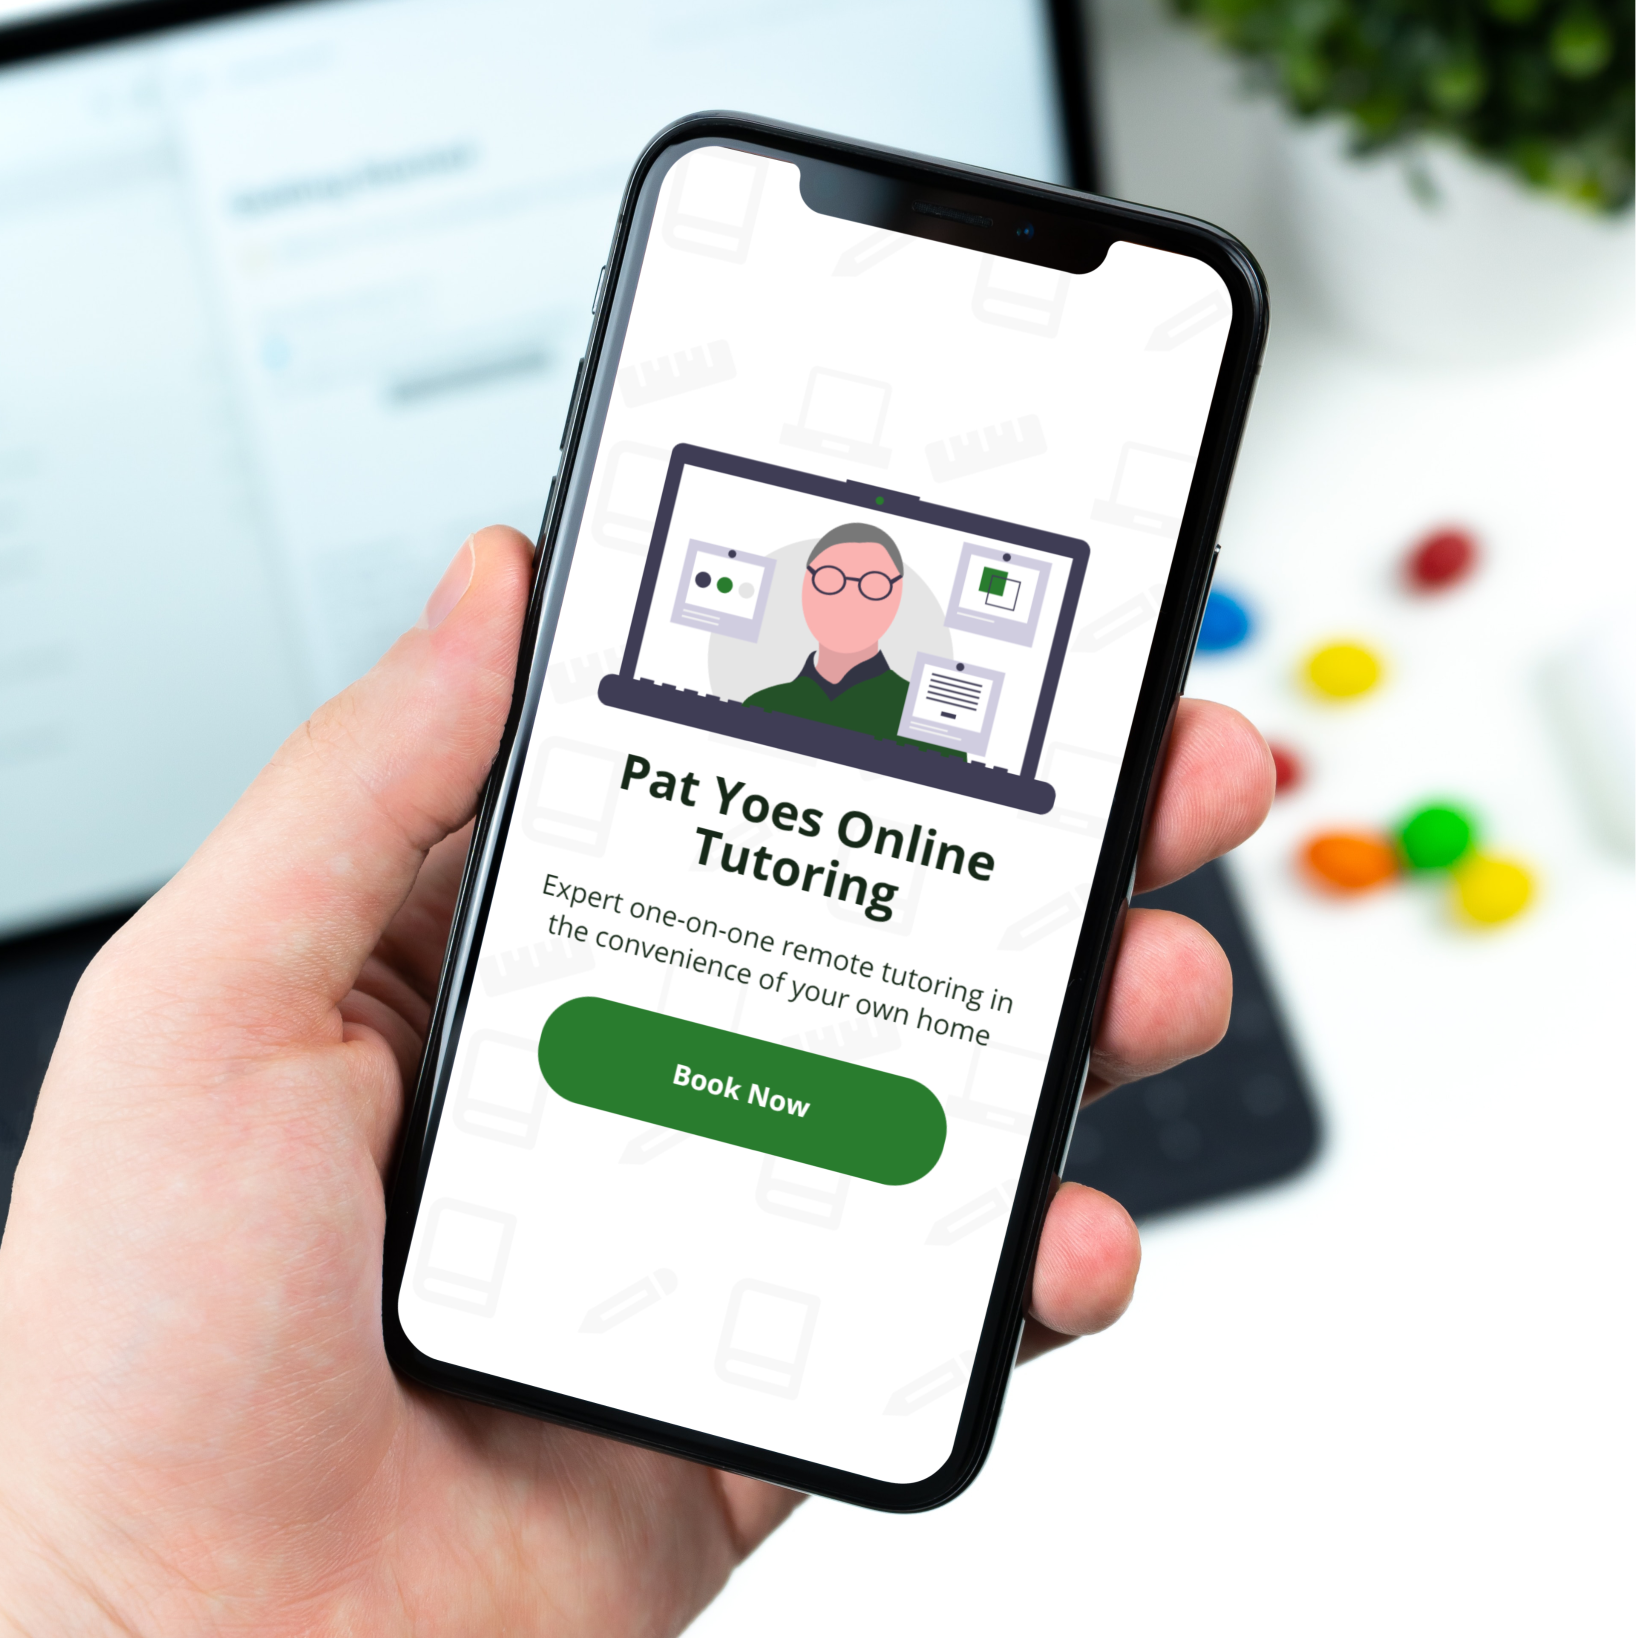 Pat Yoes Online
Tutoring
Expert one-on-one remote tutoring in
the convenience of your own home
Book Now